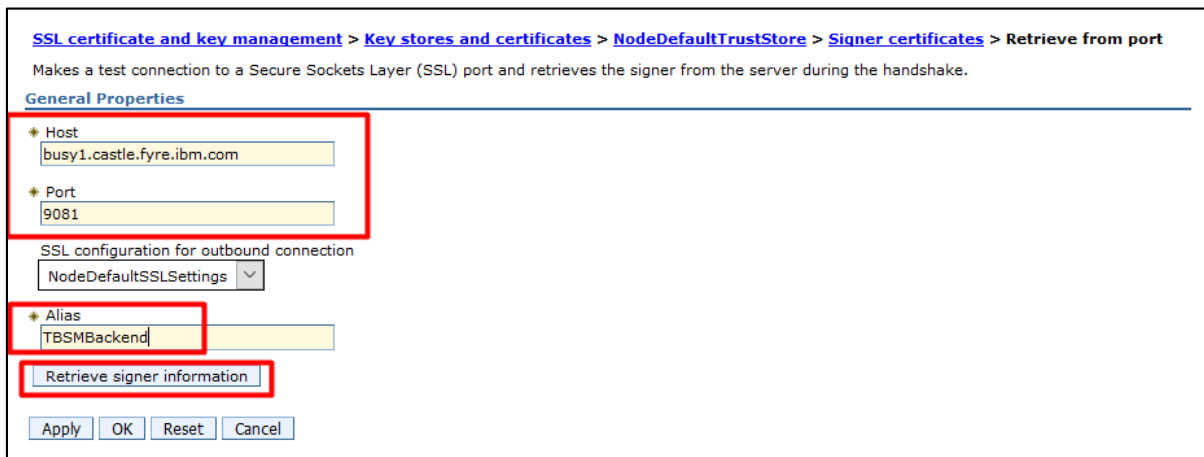 SSL certificate and key management > Key stores and certificates > NodeDefaultTrustStore > Signer certificates > Retrieve from port
Makes a test connection to a Secure Sockets Layer (SSL) port and retrieves the signer from the server during the handshake.
General Properties
Host
busy1.castle.fyre.ibm.com
Port
9081
SSL configuration for outbound connection
NodeDefaultSSLSettings
Alias
TBSMBackend
Retrieve signer information
Apply OK Reset Cancel